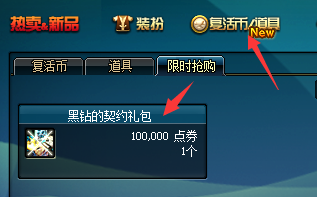 热卖&新品 装扮 复活币/道具
New
复活币 道具 限时抢购
黑钻的契约礼包
100,000 点券
1个